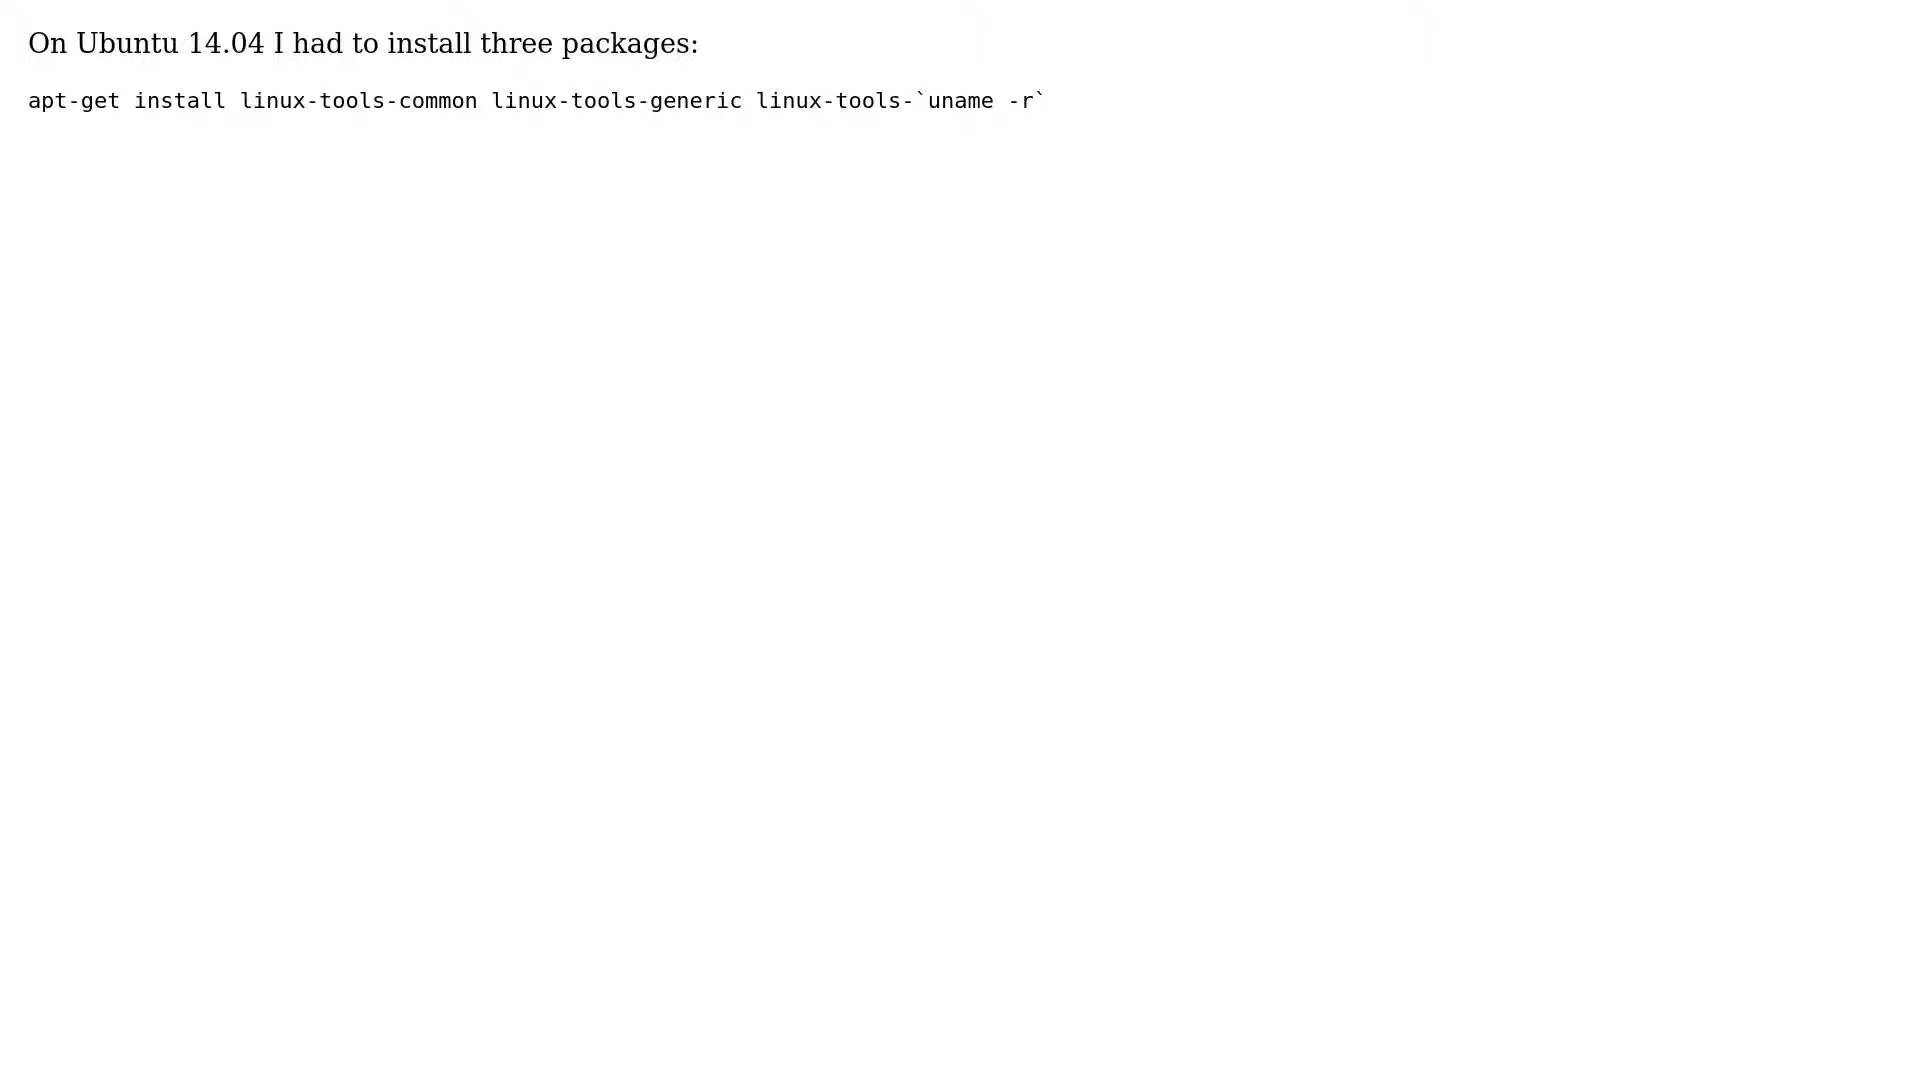 On Ubuntu 14.04 I had to install three packages:
apt-get install linux-tools-common linux-tools-generic linux-tools-`uname -r`